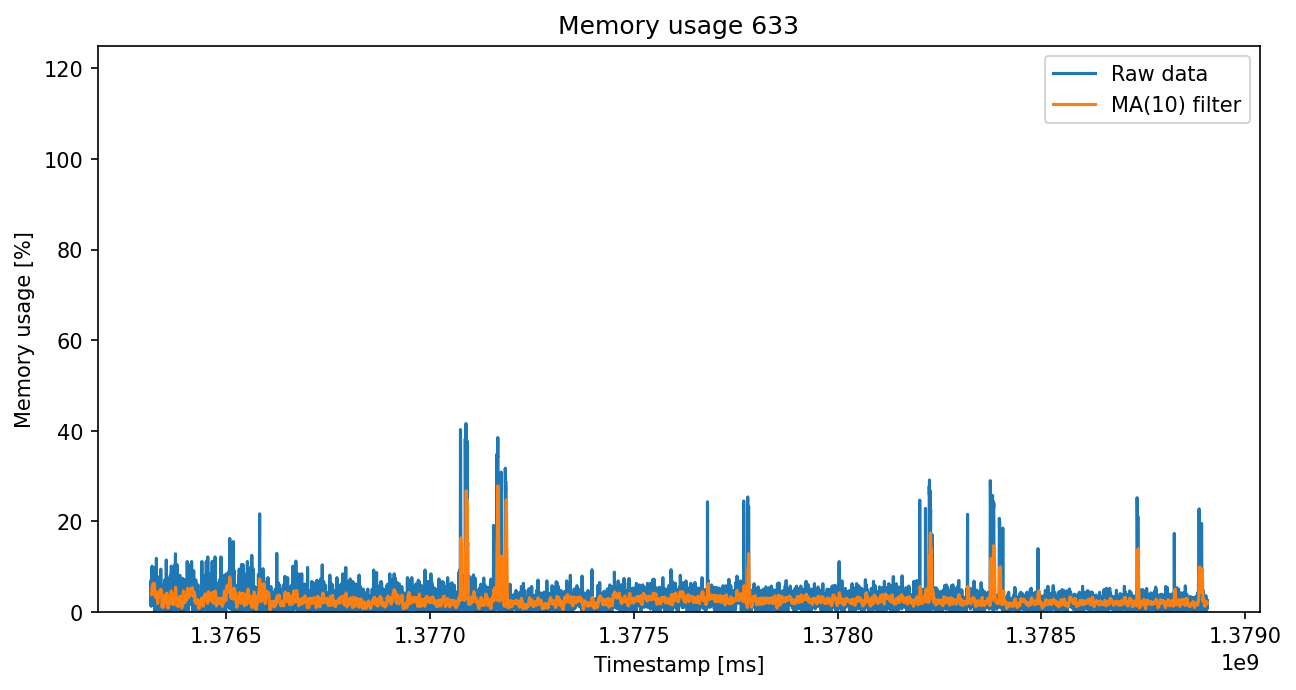 Memory usage 633
Raw data
MA(10) filter
Memory usage [%]
120
100
80
60
40
20
0
1.3765 1.3770 1.3775 1.3780 1.3785 1.3790
1e9
Timestamp [ms]